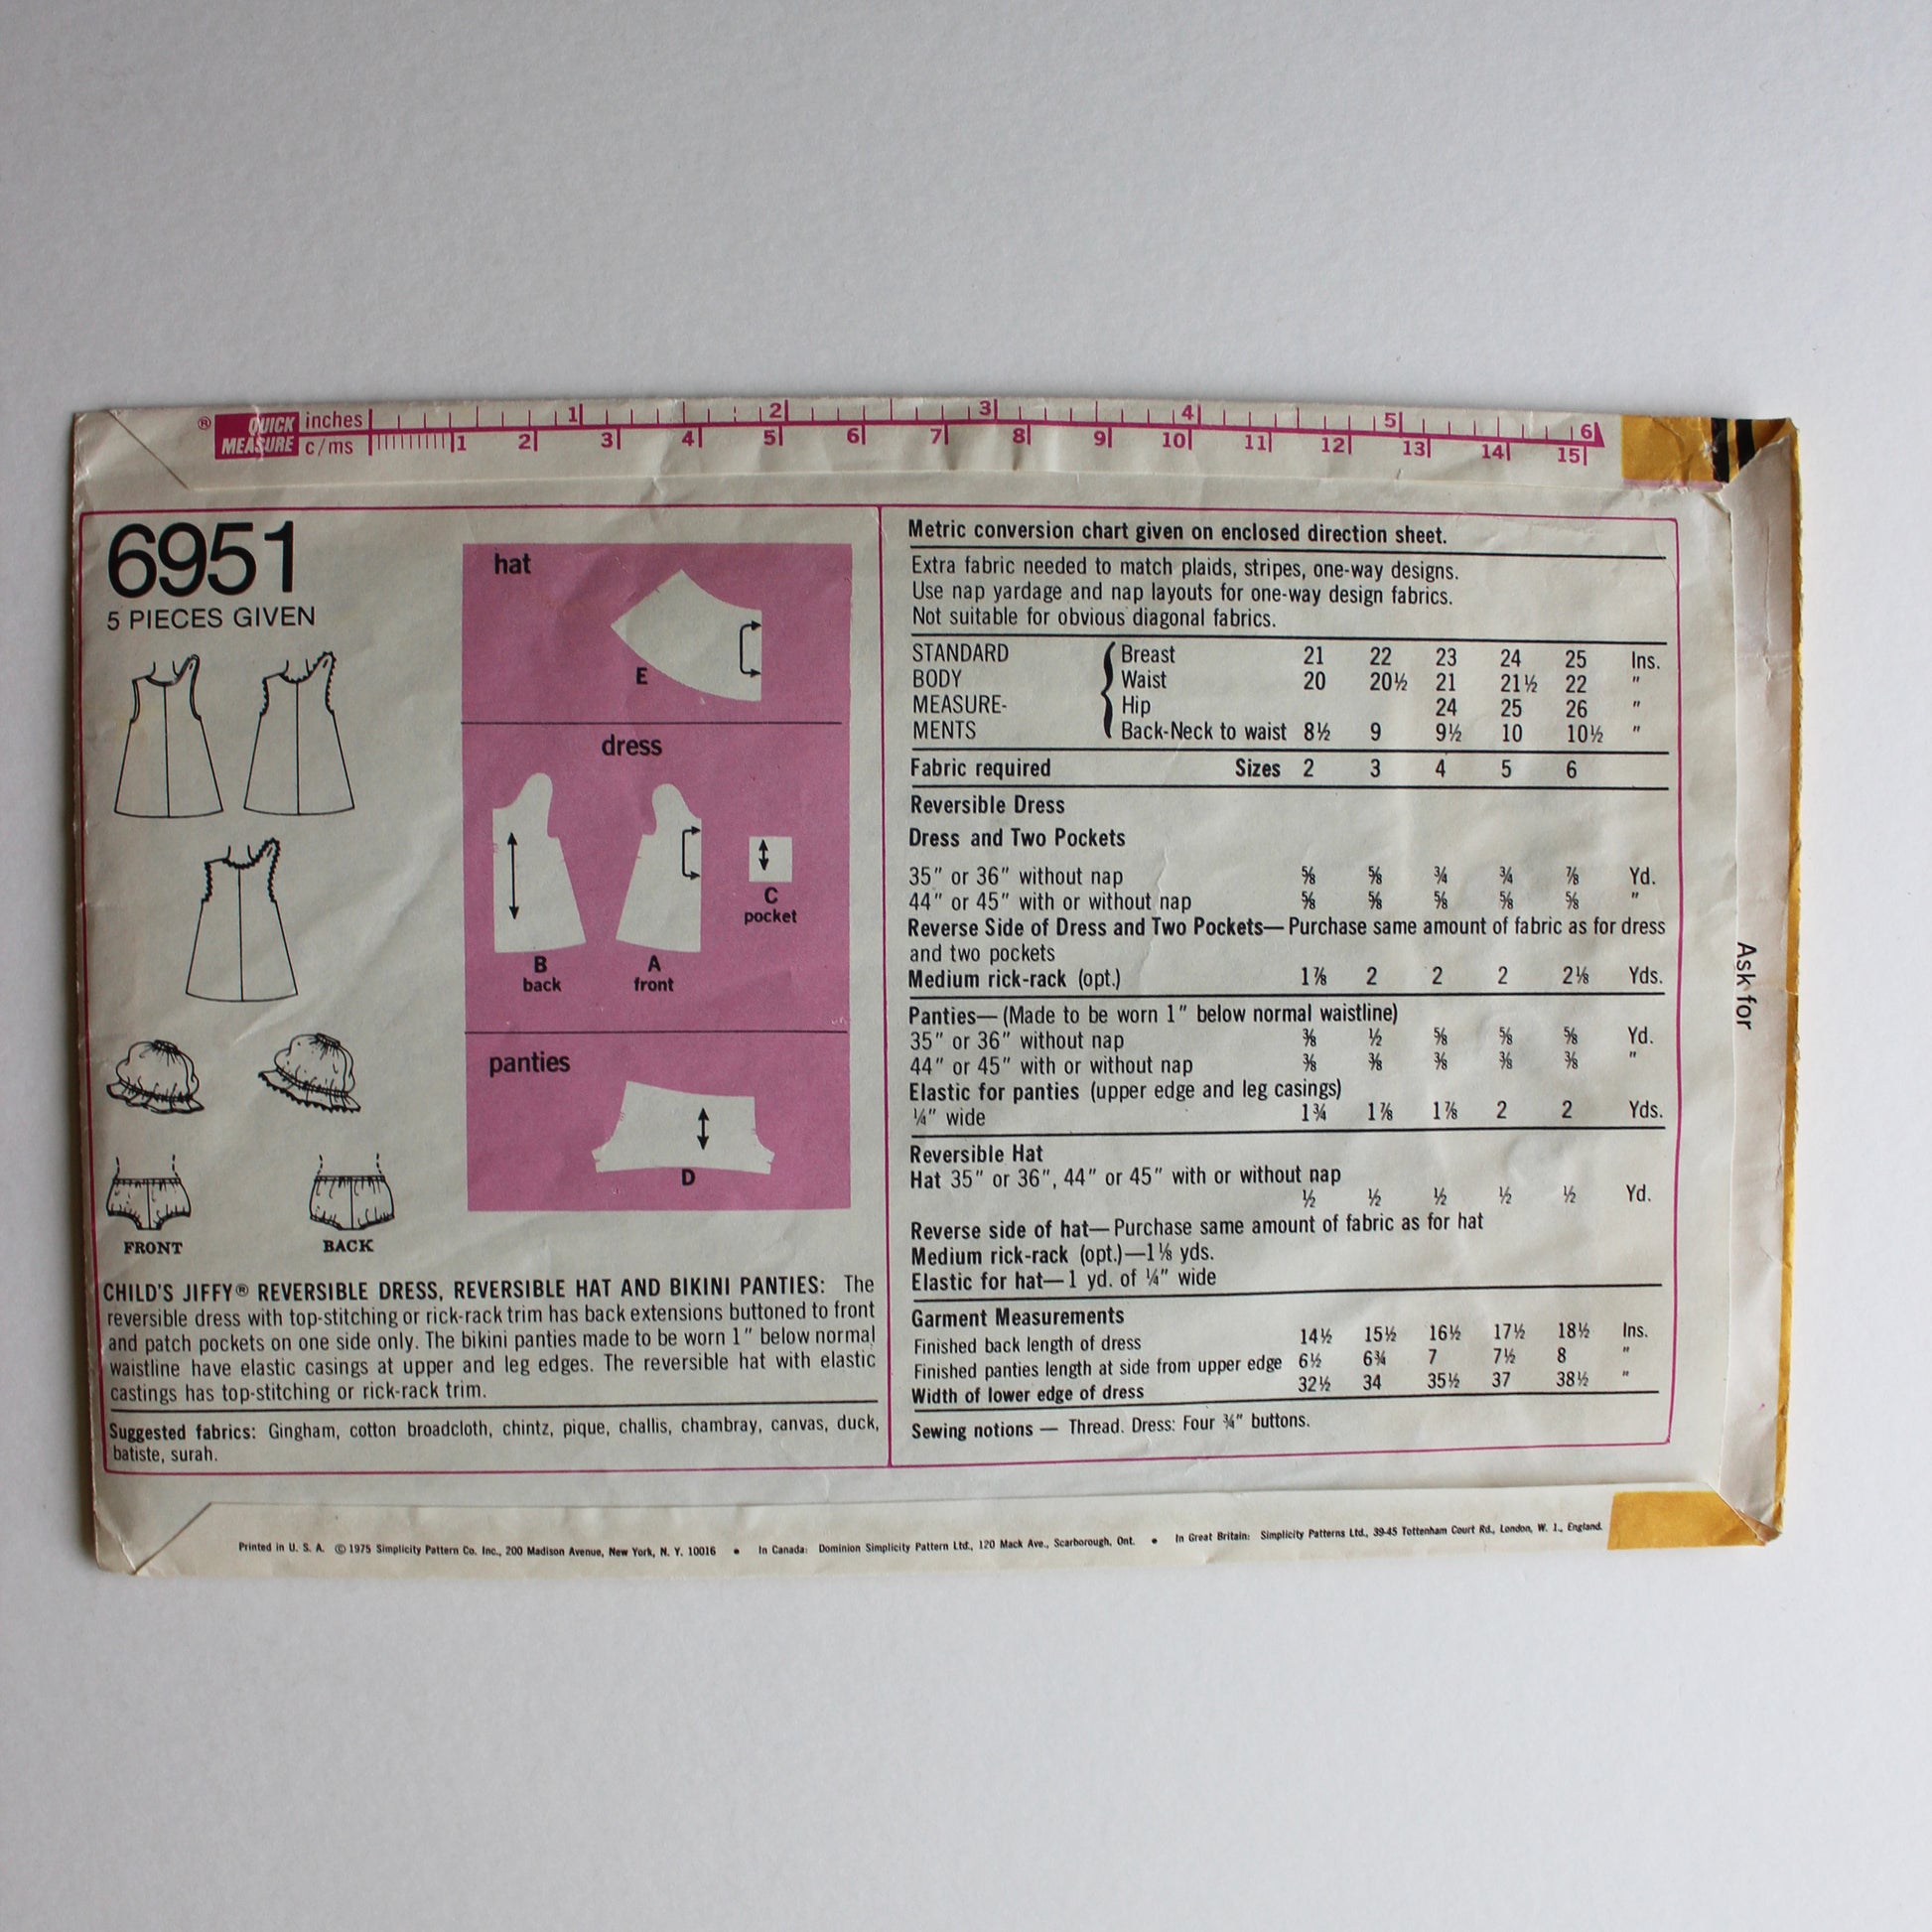 ® QUICK MEASURE inches 1 2 3 4 5 6
c/ms 1 2 3 4 5 6 7 8 9 10 11 12 13 14 15
6951
5 PIECES GIVEN
FRONT BACK
hat
E
dress
B
back
A
front
C
pocket
panties
D
CHILD'S JIFFY® REVERSIBLE DRESS, REVERSIBLE HAT AND BIKINI PANTIES: The
reversible dress with top-stitching or rick-rack trim has back extensions buttoned to front
and patch pockets on one side only. The bikini panties made to be worn 1" below normal
waistline have elastic casings at upper and leg edges. The reversible hat with elastic
castings has top-stitching or rick-rack trim.
Suggested fabrics: Gingham, cotton broadcloth, chintz, pique, challis, chambray, canvas, duck,
batiste, surah.
Metric conversion chart given on enclosed direction sheet.
Extra fabric needed to match plaids, stripes, one-way designs.
Use nap yardage and nap layouts for one-way design fabrics.
Not suitable for obvious diagonal fabrics.
STANDARD Breast 21 22 23 24 25 Ins.
BODY Waist 20 20½ 21 21½ 22 "
MEASURE- Hip 24 25 26 "
MENTS Back-Neck to waist 8½ 9 9½ 10 10½ "
Fabric required Sizes 2 3 4 5 6
Reversible Dress
Dress and Two Pockets
35" or 36" without nap ⅝ ⅝ ¾ ¾ ⅞ Yd.
44" or 45" with or without nap ⅝ ⅝ ⅝ ⅝ ⅝ "
Reverse Side of Dress and Two Pockets— Purchase same amount of fabric as for dress
and two pockets
Medium rick-rack (opt.) 1⅞ 2 2 2 2⅛ Yds.
Panties— (Made to be worn 1" below normal waistline)
35" or 36" without nap ⅜ ½ ⅝ ⅝ ⅝ Yd.
44" or 45" with or without nap ⅜ ⅜ ⅜ ⅜ ⅜ "
Elastic for panties (upper edge and leg casings)
¼" wide 1¾ 1⅞ 1⅞ 2 2 Yds.
Reversible Hat
Hat 35" or 36", 44" or 45" with or without nap
½ ½ ½ ½ ½ Yd.
Reverse side of hat— Purchase same amount of fabric as for hat
Medium rick-rack (opt.)—1⅛ yds.
Elastic for hat— 1 yd. of ¼" wide
Garment Measurements
Finished back length of dress 14½ 15½ 16½ 17½ 18½ Ins.
Finished panties length at side from upper edge 6½ 6¾ 7 7½ 8 "
Width of lower edge of dress 32½ 34 35½ 37 38½ "
Sewing notions — Thread. Dress: Four ¾" buttons.
Ask for
Printed in U. S. A. © 1975 Simplicity Pattern Co. Inc., 200 Madison Avenue, New York, N. Y. 10016 • In Canada: Dominion Simplicity Pattern Ltd., 120 Mack Ave., Scarborough, Ont. • In Great Britain: Simplicity Patterns Ltd., 39-45 Tottenham Court Rd., London, W. 1., England.